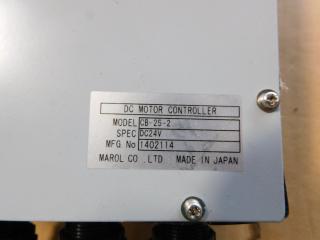 DC MOTOR CONTROLLER
MODEL CB-25-2
SPEC DC24V
MFG. No 1402114
MAROL CO .,LTD MADE IN JAPAN